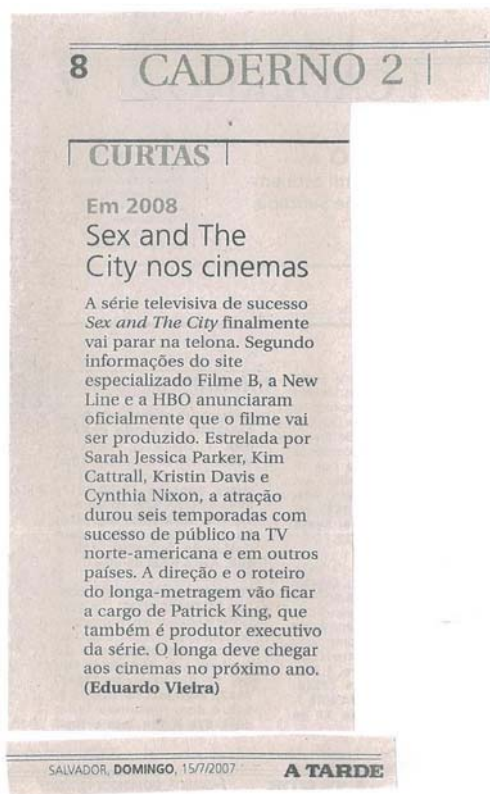 8 CADERNO 2
CURTAS
Em 2008
Sex and The
City nos cinemas
A série televisiva de sucesso
Sex and The City finalmente
vai parar na telona. Segundo
informações do site
especializado Filme B, a New
Line e a HBO anunciaram
oficialmente que o filme vai
ser produzido. Estrelada por
Sarah Jessica Parker, Kim
Cattrall, Kristin Davis e
Cynthia Nixon, a atração
durou seis temporadas com
sucesso de público na TV
norte-americana e em outros
países. A direção e o roteiro
do longa-metragem vão ficar
a cargo de Patrick King, que
também é produtor executivo
da série. O longa deve chegar
aos cinemas no próximo ano.
(Eduardo Vieira)
SALVADOR, DOMINGO, 15/7/2007 A TARDE